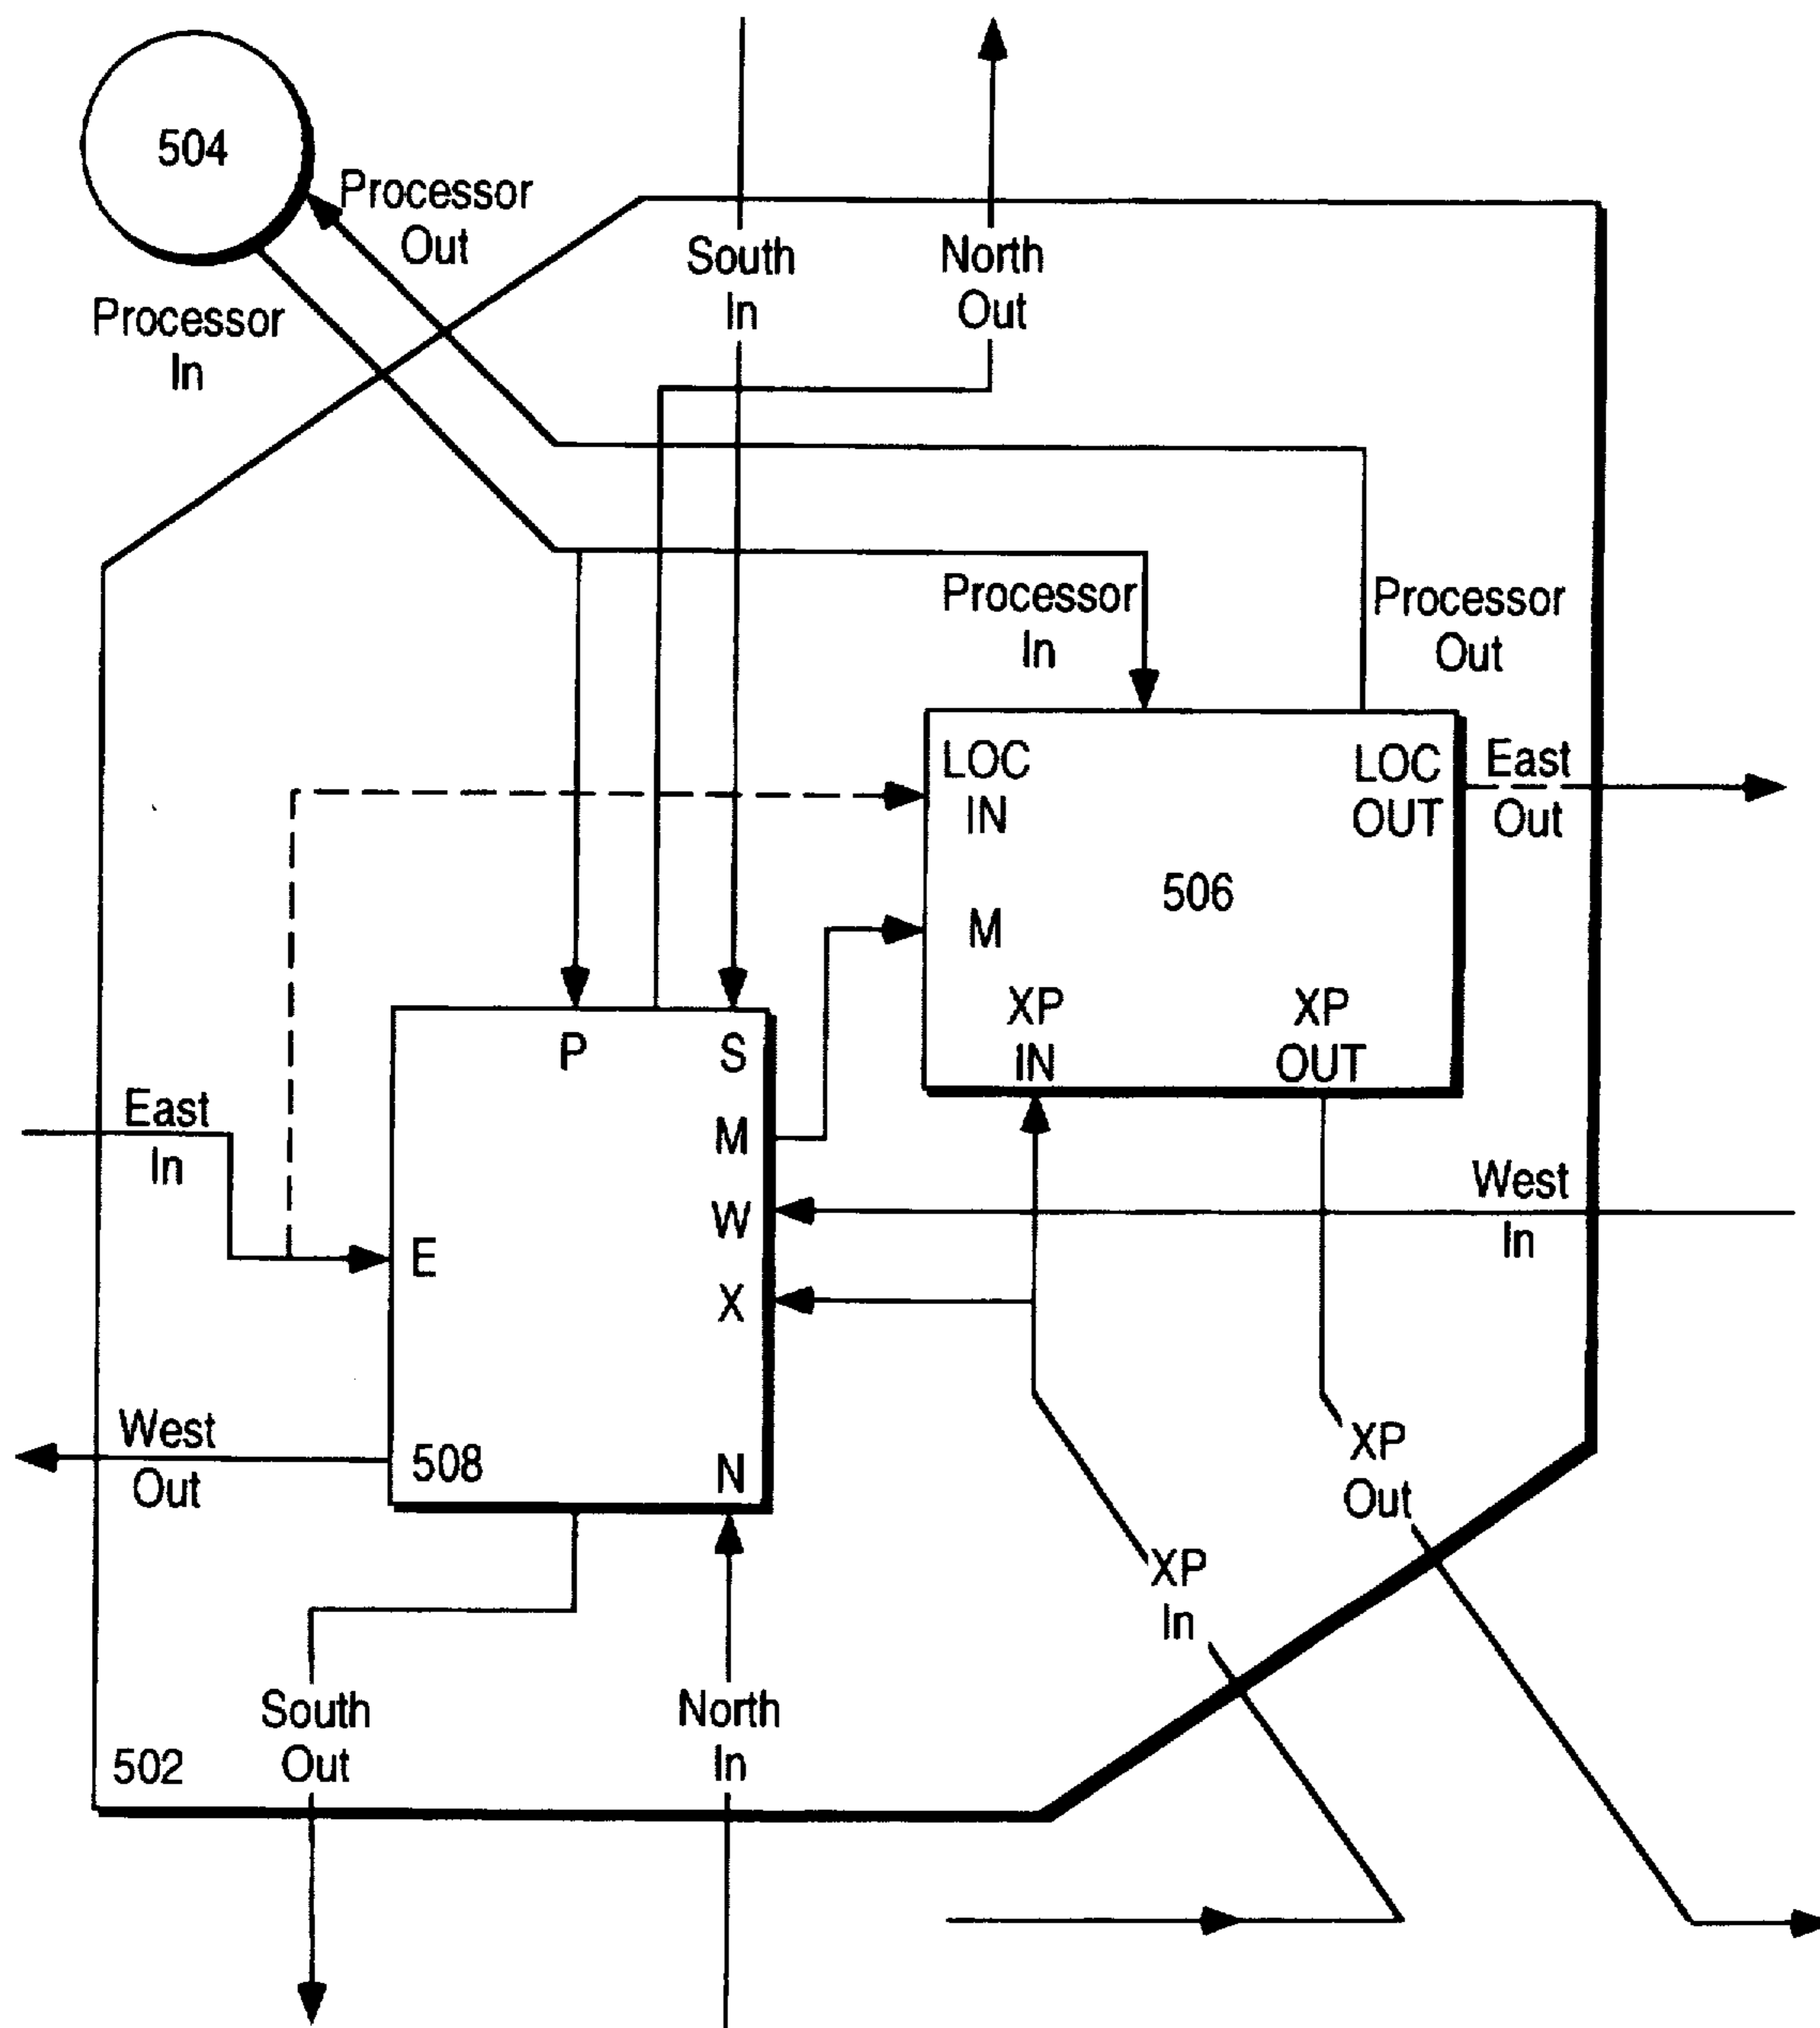 504
Processor
Out
Processor
In
South
In
North
Out
Processor
In
Processor
Out
LOC
IN
LOC
OUT
East
Out
506
M
XP
IN
XP
OUT
P
S
M
W
X
E
508
N
East
In
West
In
West
Out
XP
Out
XP
In
South
Out
North
In
502